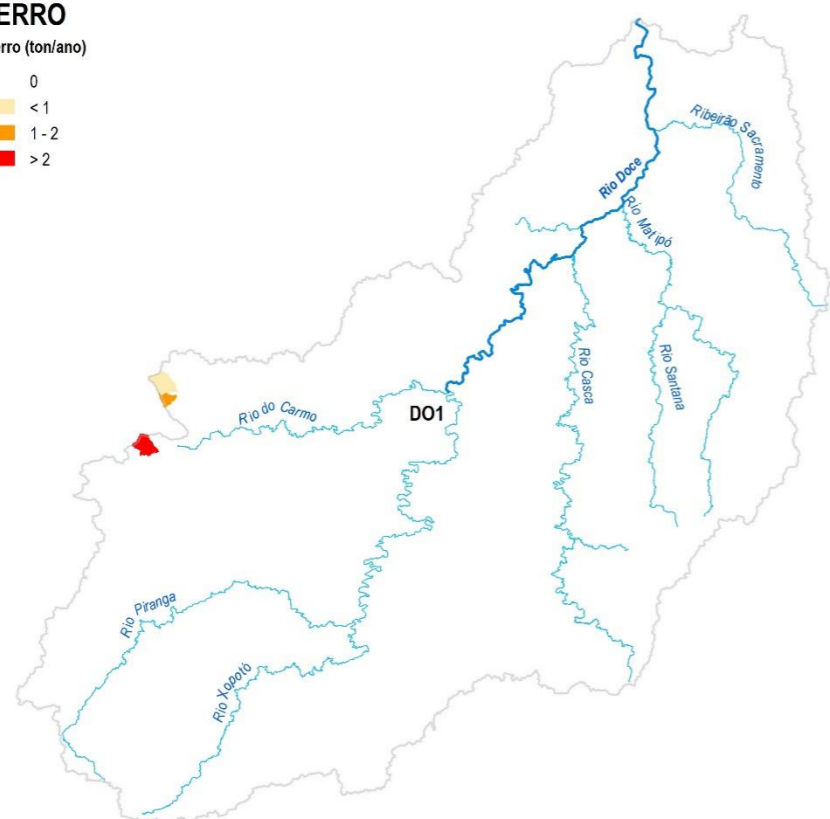 ERRO
erro (ton/ano)
0
< 1
1 - 2
> 2
Ribeirão Sacramento
Rio Doce
Rio Matipó
Rio Casca
Rio Santana
Rio do Carmo
DO1
Rio Piranga
Rio Xopotó